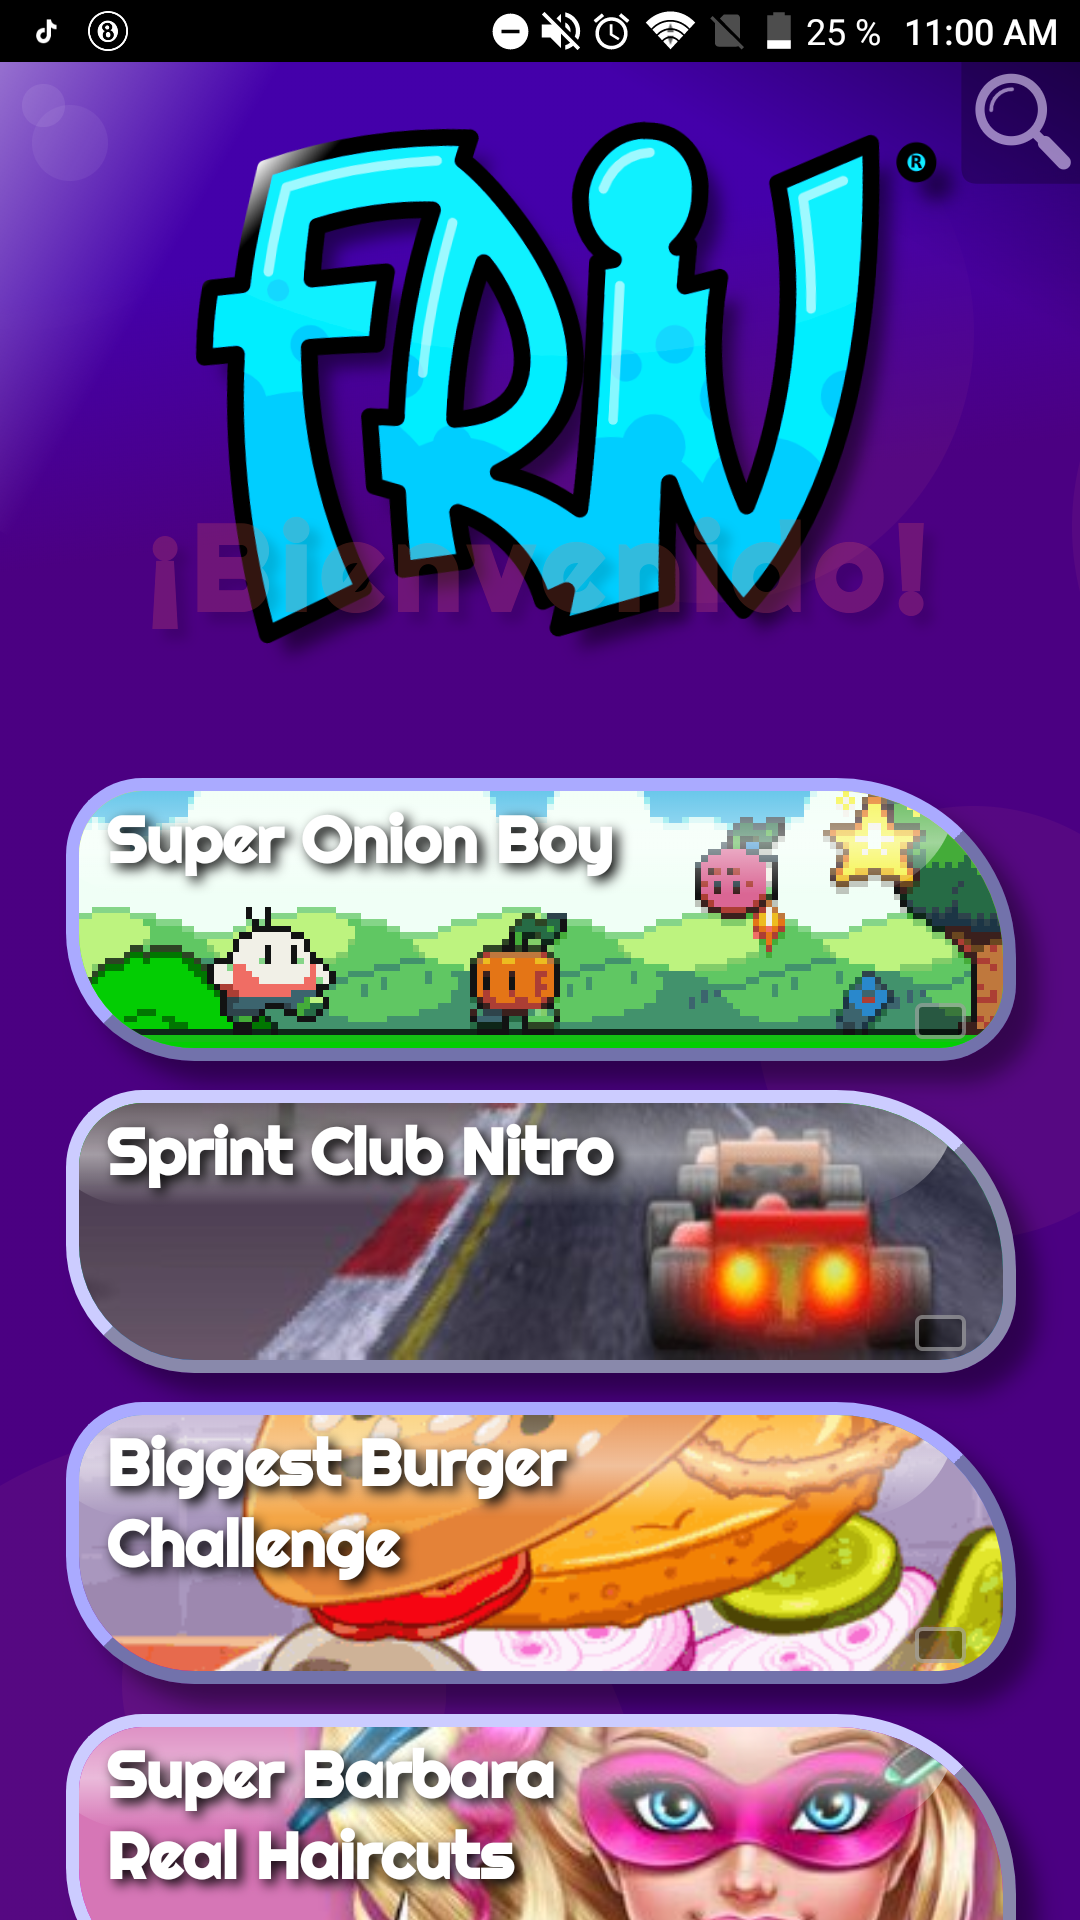 25 % 11:00 AM
FRIV ®
¡Bienvenido!
Super Onion Boy
Sprint Club Nitro
Biggest Burger
Challenge
Super Barbara
Real Haircuts